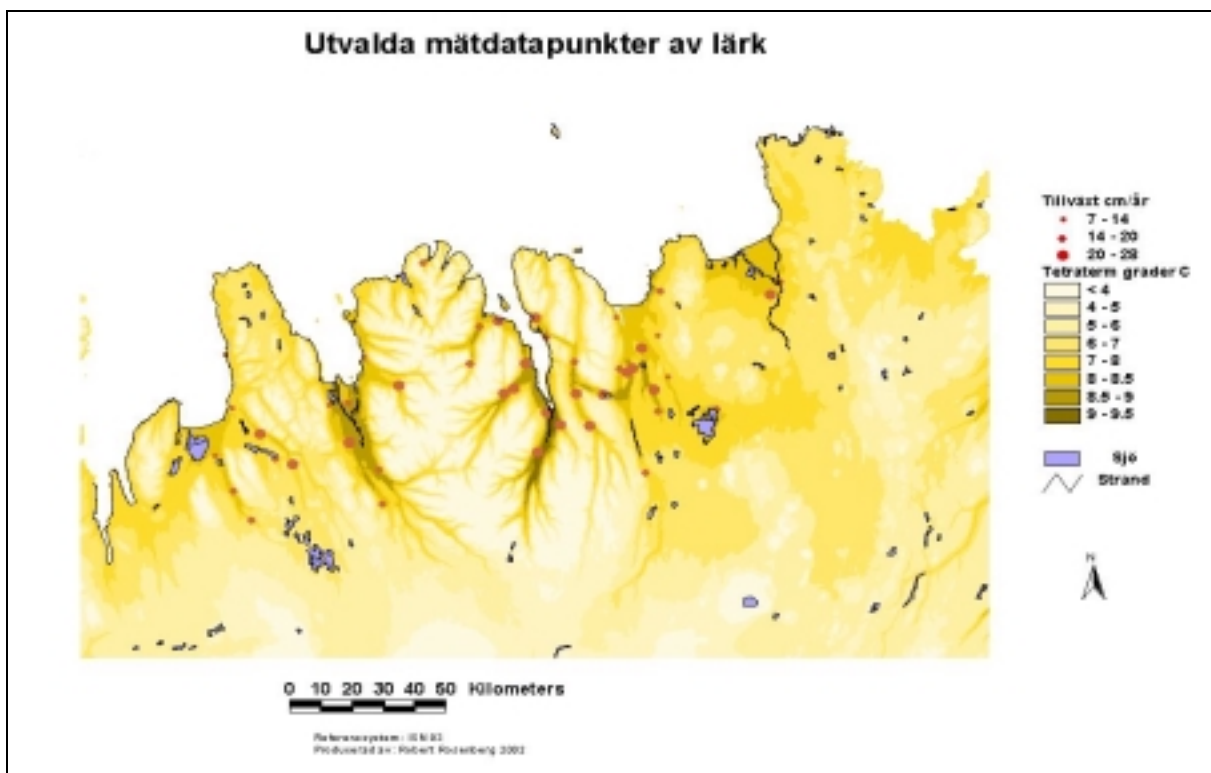 Utvalda mätdatapunkter av lärk
Tillväxt cm/år
7 - 14
14 - 20
20 - 28
Tetraterm grader C
< 4
4 - 5
5 - 6
6 - 7
7 - 8
8 - 8.5
8.5 - 9
9 - 9.5
Sjö
Strand
N
0 10 20 30 40 50 Kilometers
Referenssystem: ISN93
Producerad av: Robert Rosenberg 2002